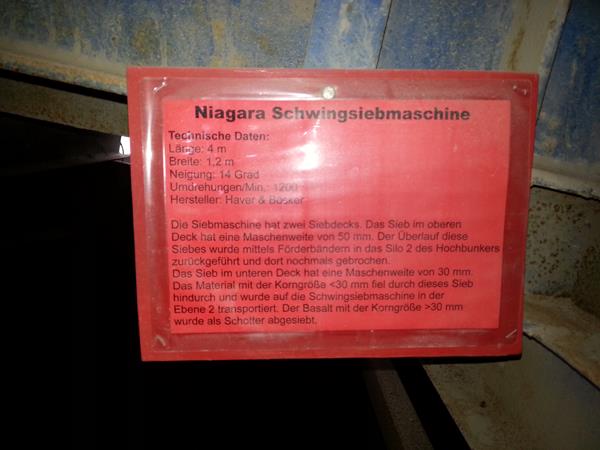 Niagara Schwingsiebmaschine
Technische Daten:
Länge: 4 m
Breite: 1,2 m
Neigung: 14 Grad
Umdrehungen/Min.: 1200
Hersteller: Haver & Bosker
Die Siebmaschine hat zwei Siebdecks. Das Sieb im oberen
Deck hat eine Maschenweite von 50 mm. Der Überlauf diese
Siebes wurde mittels Förderbändern in das Silo 2 des Hochbunkers
zurückgeführt und dort nochmals gebrochen.
Das Sieb im unteren Deck hat eine Maschenweite von 30 mm.
Das Material mit der Korngröße <30 mm fiel durch dieses Sieb
hindurch und wurde auf die Schwingsiebmaschine in der
Ebene 2 transportiert. Der Basalt mit der Korngröße >30 mm
wurde als Schotter abgesiebt.